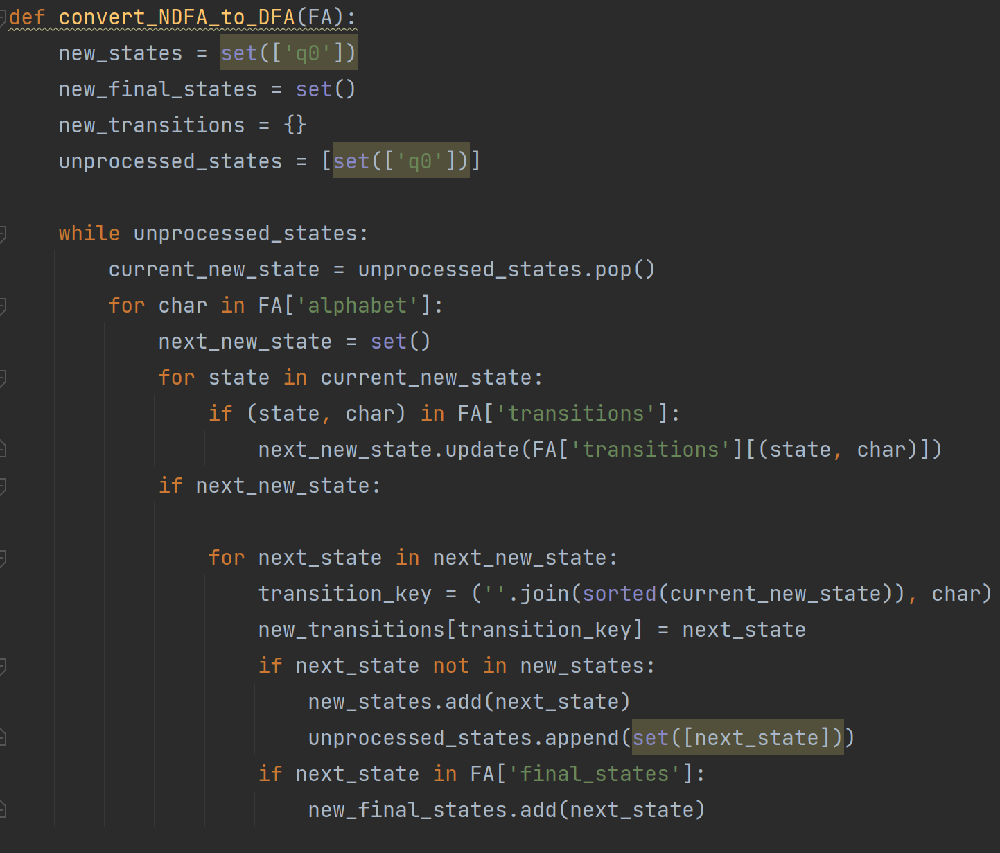 def convert_NDFA_to_DFA(FA):
    new_states = set(['q0'])
    new_final_states = set()
    new_transitions = {}
    unprocessed_states = [set(['q0'])]
    while unprocessed_states:
        current_new_state = unprocessed_states.pop()
        for char in FA['alphabet']:
            next_new_state = set()
            for state in current_new_state:
                if (state, char) in FA['transitions']:
                    next_new_state.update(FA['transitions'][(state, char)])
            if next_new_state:
                for next_state in next_new_state:
                    transition_key = (''.join(sorted(current_new_state)), char)
                    new_transitions[transition_key] = next_state
                    if next_state not in new_states:
                        new_states.add(next_state)
                        unprocessed_states.append(set([next_state]))
                    if next_state in FA['final_states']:
                        new_final_states.add(next_state)